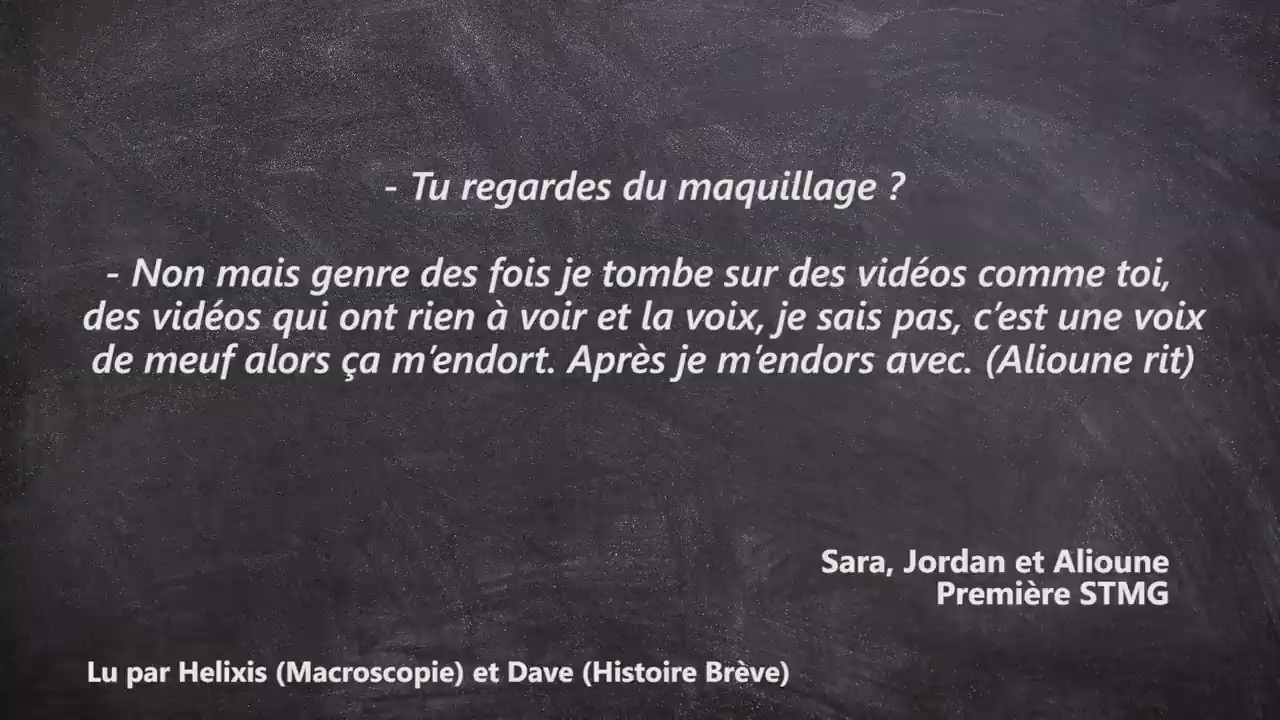 - Tu regardes du maquillage ?
- Non mais genre des fois je tombe sur des vidéos comme toi,
des vidéos qui ont rien à voir et la voix, je sais pas, c’est une voix
de meuf alors ça m’endort. Après je m’endors avec. (Alioune rit)
Sara, Jordan et Alioune
Première STMG
Lu par Helixis (Macroscopie) et Dave (Histoire Brève)